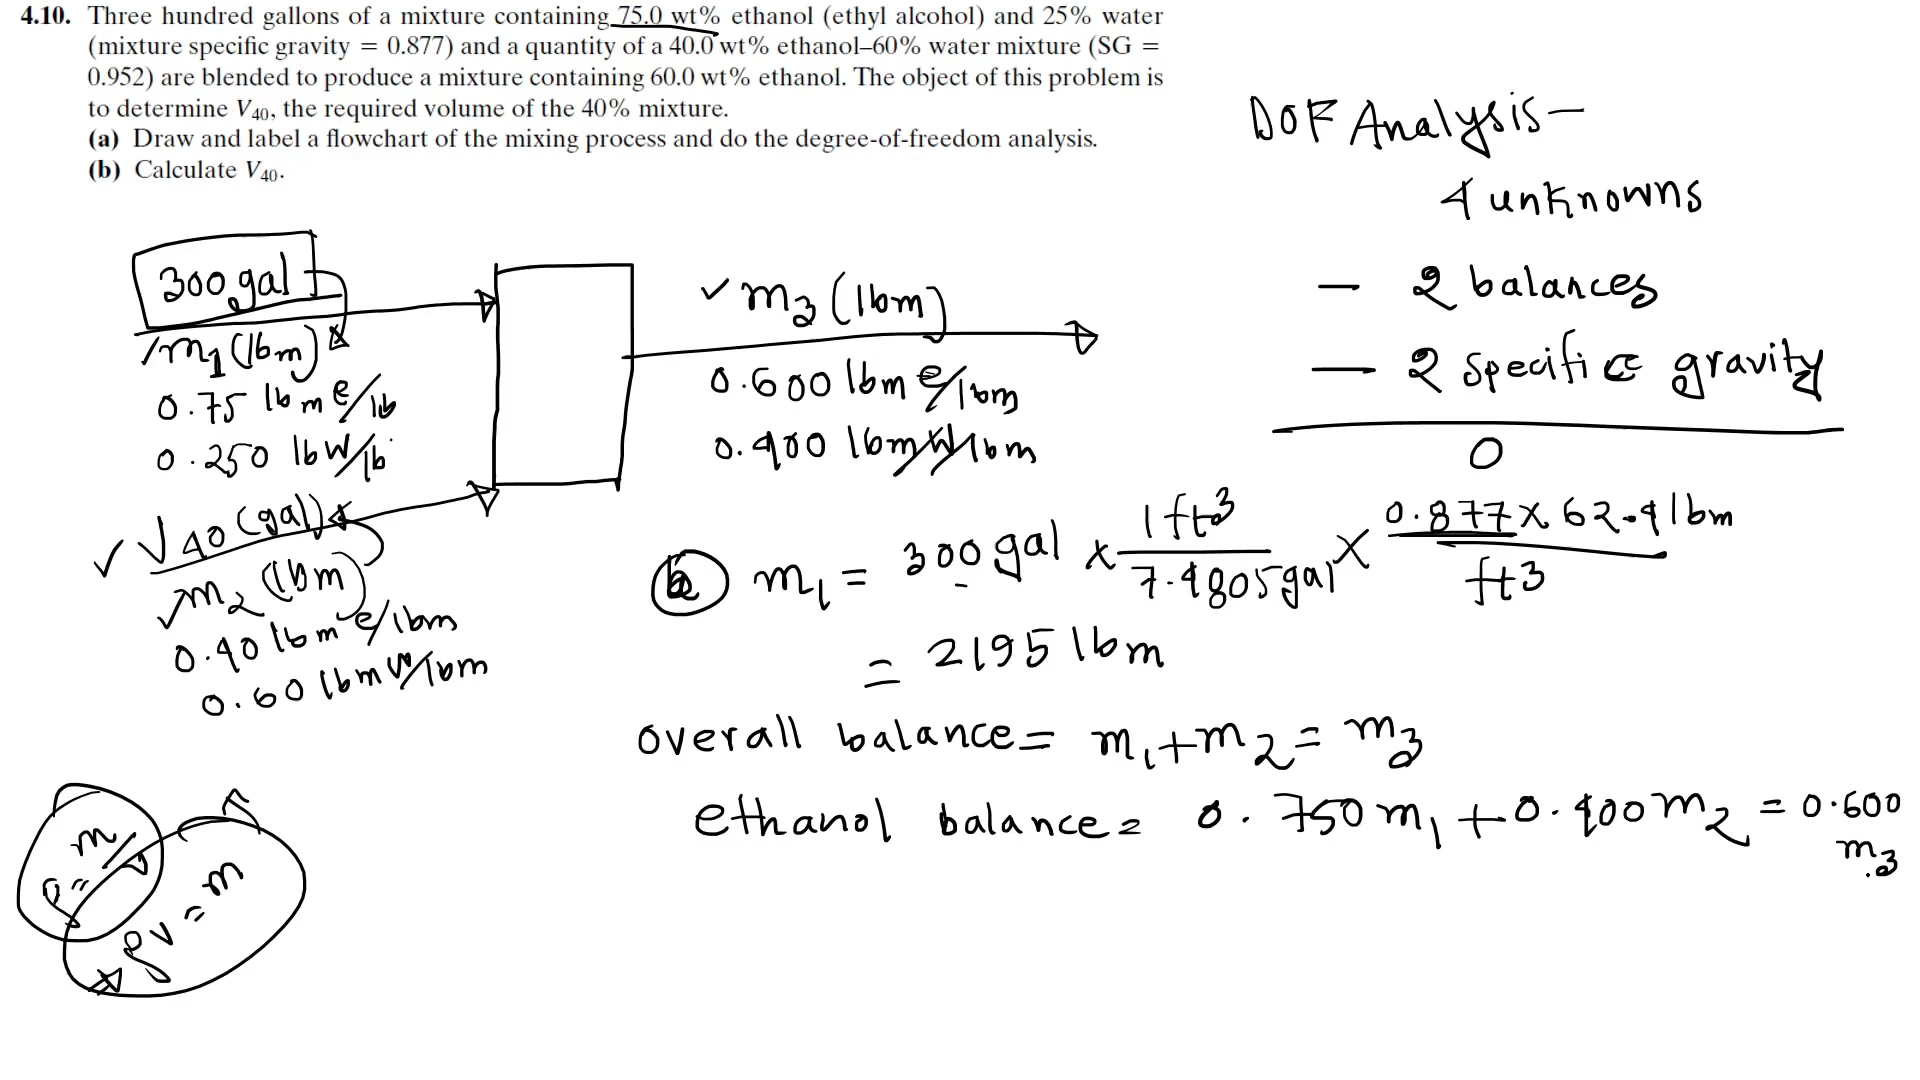 4.10. Three hundred gallons of a mixture containing 75.0 wt% ethanol (ethyl alcohol) and 25% water
(mixture specific gravity = 0.877) and a quantity of a 40.0 wt% ethanol–60% water mixture (SG =
0.952) are blended to produce a mixture containing 60.0 wt% ethanol. The object of this problem is
to determine V40, the required volume of the 40% mixture.
(a) Draw and label a flowchart of the mixing process and do the degree-of-freedom analysis.
(b) Calculate V40.
300 gal
m1 (lbm)
0.75 lbm e/lb
0.250 lb W/lb
V40 (gal)
m2 (lbm)
0.40 lbm e/lbm
0.60 lbm W/lbm
✓ m3 (lbm)
0.600 lbm e/lbm
0.400 lbm W/lbm
DOF Analysis-
4 unknowns
— 2 balances
— 2 specific gravity
0
(b) m1 = 300 gal x 1 ft3/7.4805 gal x 0.877 x 62.4 lbm/ft3
= 2195 lbm
overall balance = m1 + m2 = m3
ethanol balance = 0.750 m1 + 0.400 m2 = 0.600
m3
ρ = m/V
ρV = m